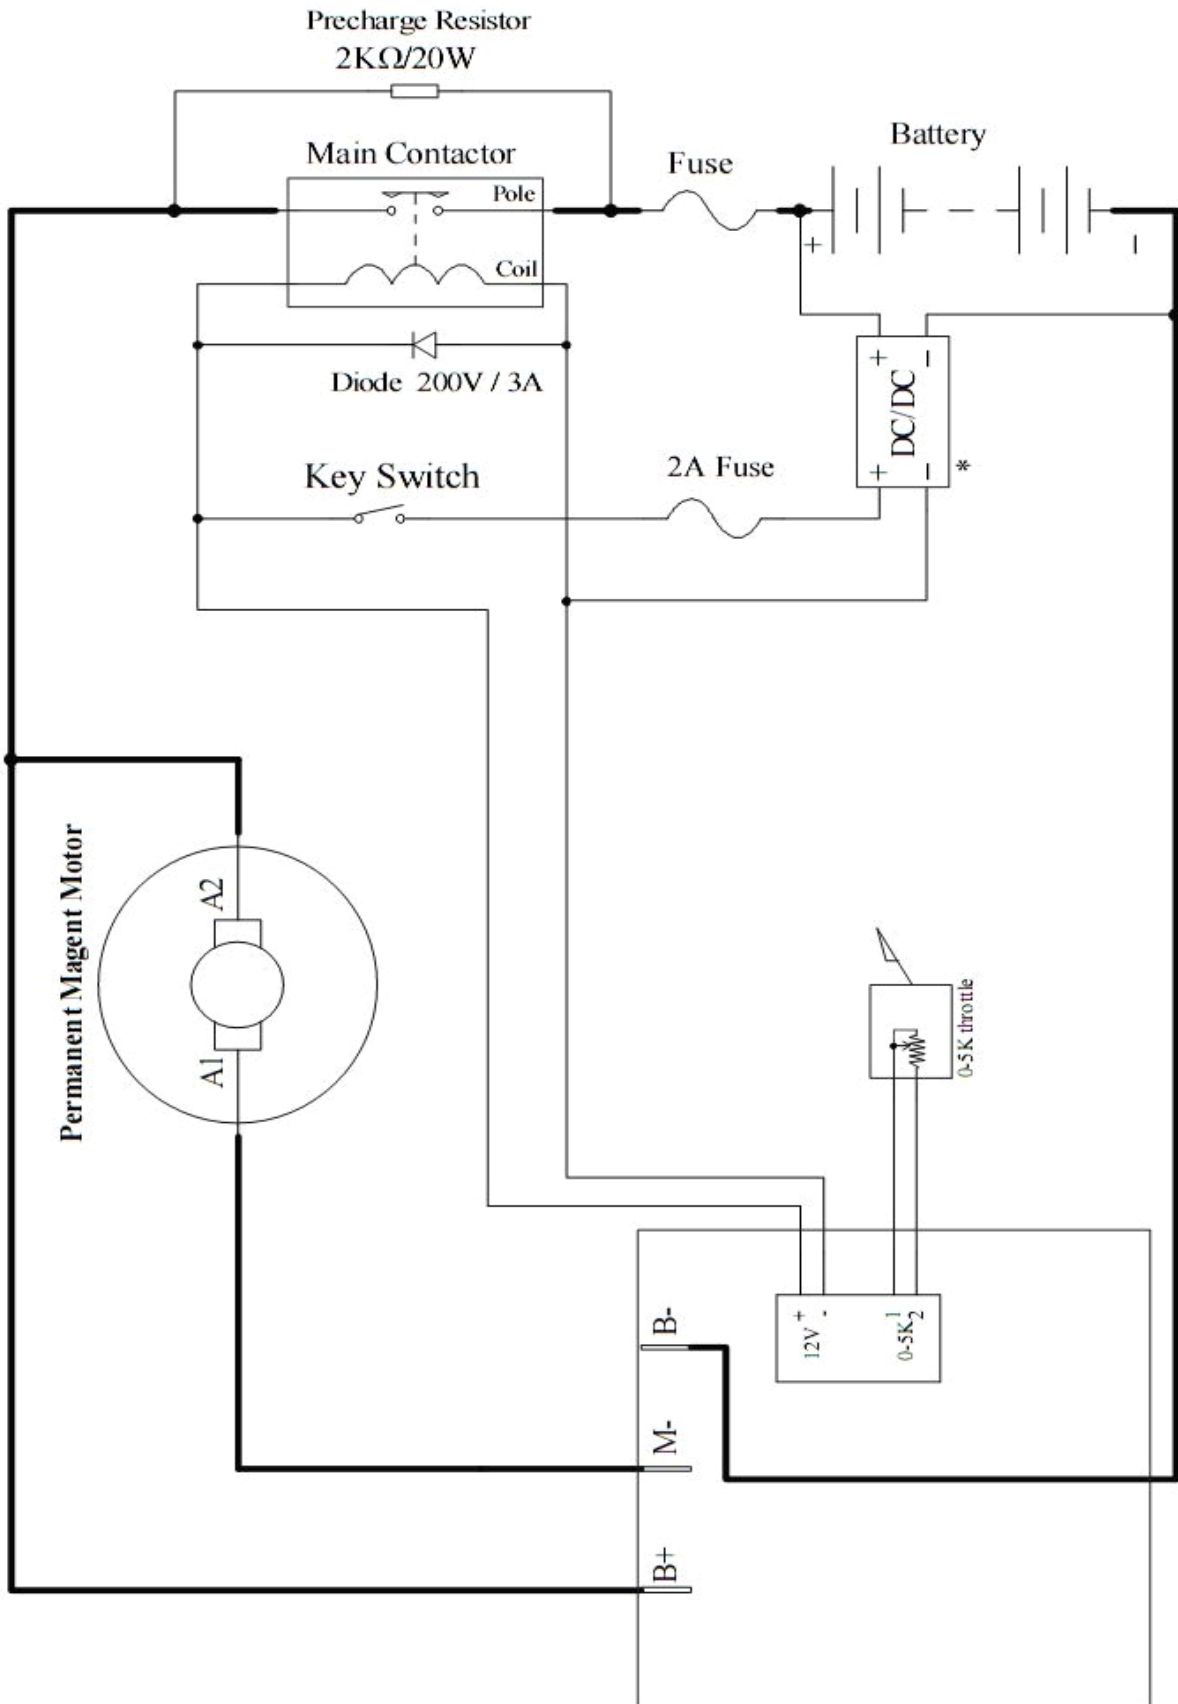 Precharge Resistor
2KΩ/20W
Main Contactor
Pole
Coil
Fuse
Battery
+
−
Diode 200V / 3A
+ −
DC/DC
+ −
*
Key Switch
2A Fuse
Permanent Magent Motor
A2
A1
0-5K throttle
B-
M-
B+
12V + -
0-5K 1 2